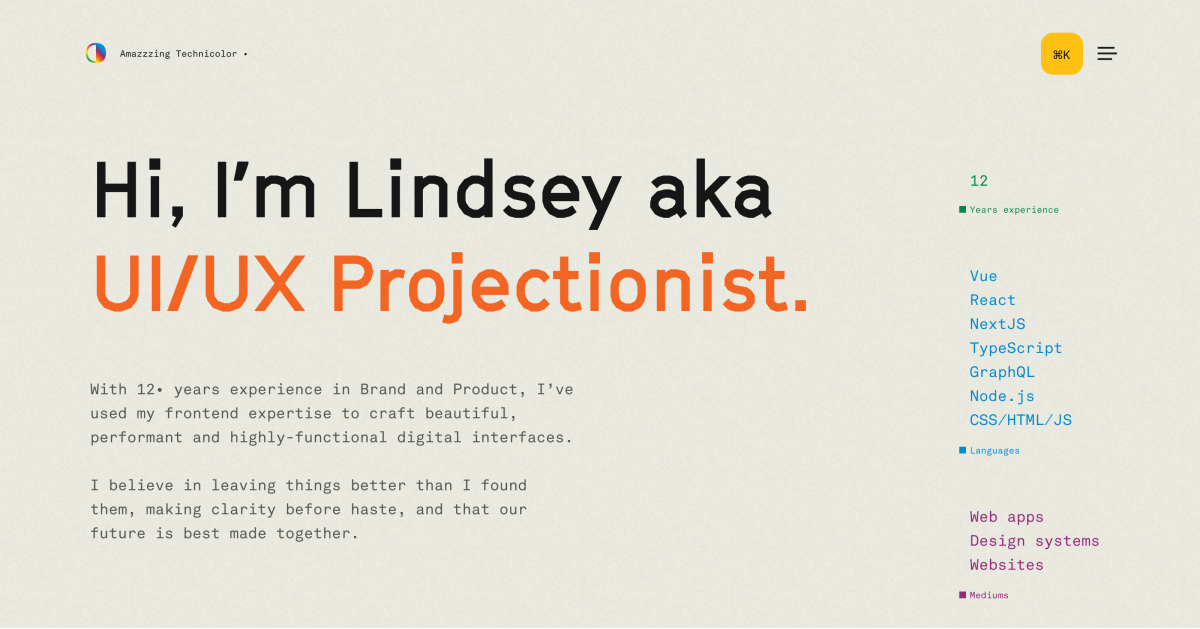 Amazzzing Technicolor •
⌘K
Hi, I’m Lindsey aka
UI/UX Projectionist.
With 12• years experience in Brand and Product, I’ve
used my frontend expertise to craft beautiful,
performant and highly-functional digital interfaces.
I believe in leaving things better than I found
them, making clarity before haste, and that our
future is best made together.
12
Years experience
Vue
React
NextJS
TypeScript
GraphQL
Node.js
CSS/HTML/JS
Languages
Web apps
Design systems
Websites
Mediums